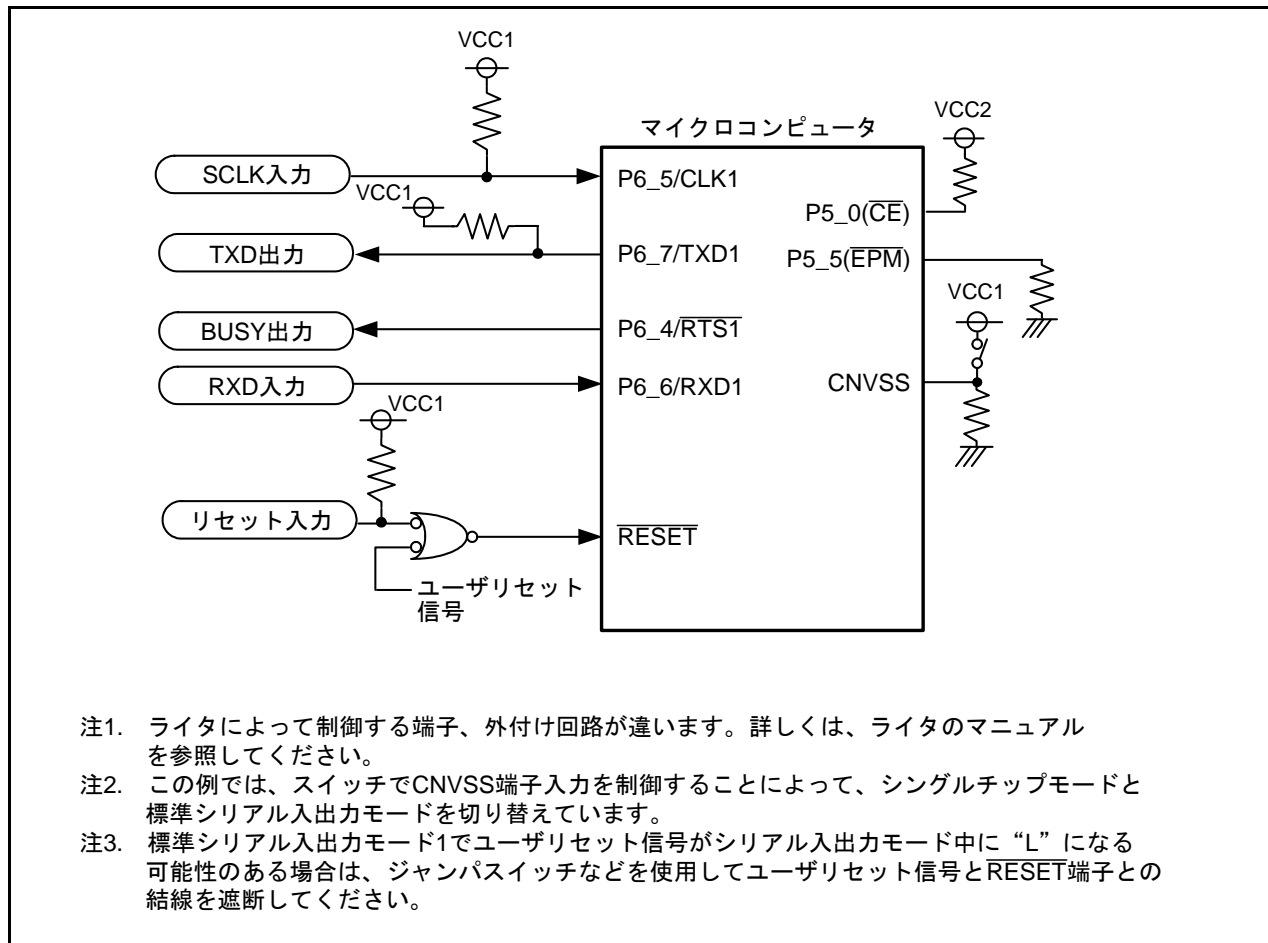 VCC1
マイクロコンピュータ
VCC2
SCLK入力
P6_5/CLK1
VCC1
P5_0(CE)
TXD出力
P6_7/TXD1
P5_5(EPM)
VCC1
BUSY出力
P6_4/RTS1
RXD入力
P6_6/RXD1
CNVSS
VCC1
リセット入力
RESET
ユーザリセット
信号
注1. ライタによって制御する端子、外付け回路が違います。詳しくは、ライタのマニュアル
を参照してください。
注2. この例では、スイッチでCNVSS端子入力を制御することによって、シングルチップモードと
標準シリアル入出力モードを切り替えています。
注3. 標準シリアル入出力モード1でユーザリセット信号がシリアル入出力モード中に“L”になる
可能性のある場合は、ジャンパスイッチなどを使用してユーザリセット信号とRESET端子との
結線を遮断してください。